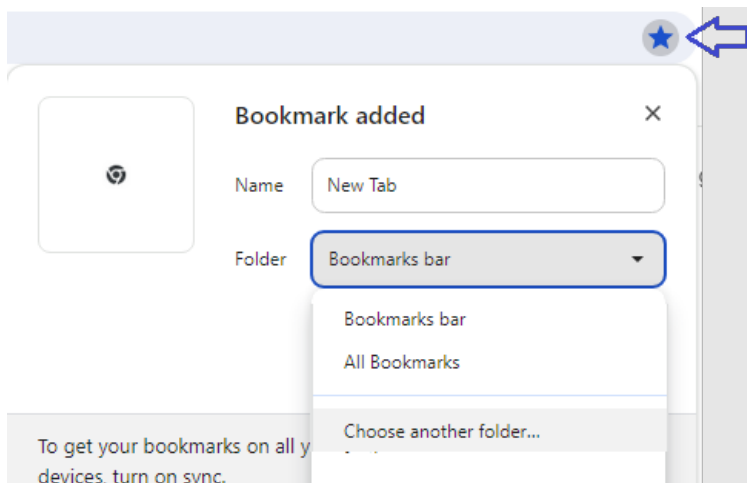 Bookmark added
Name New Tab
Folder Bookmarks bar
Bookmarks bar
All Bookmarks
Choose another folder...
To get your bookmarks on all
devices, turn on sync.